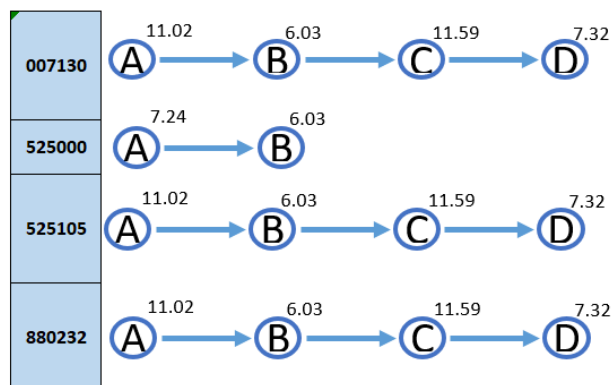 11.02 6.03 11.59 7.32
007130 A B C D
7.24 6.03
525000 A B
11.02 6.03 11.59 7.32
525105 A B C D
11.02 6.03 11.59 7.32
880232 A B C D